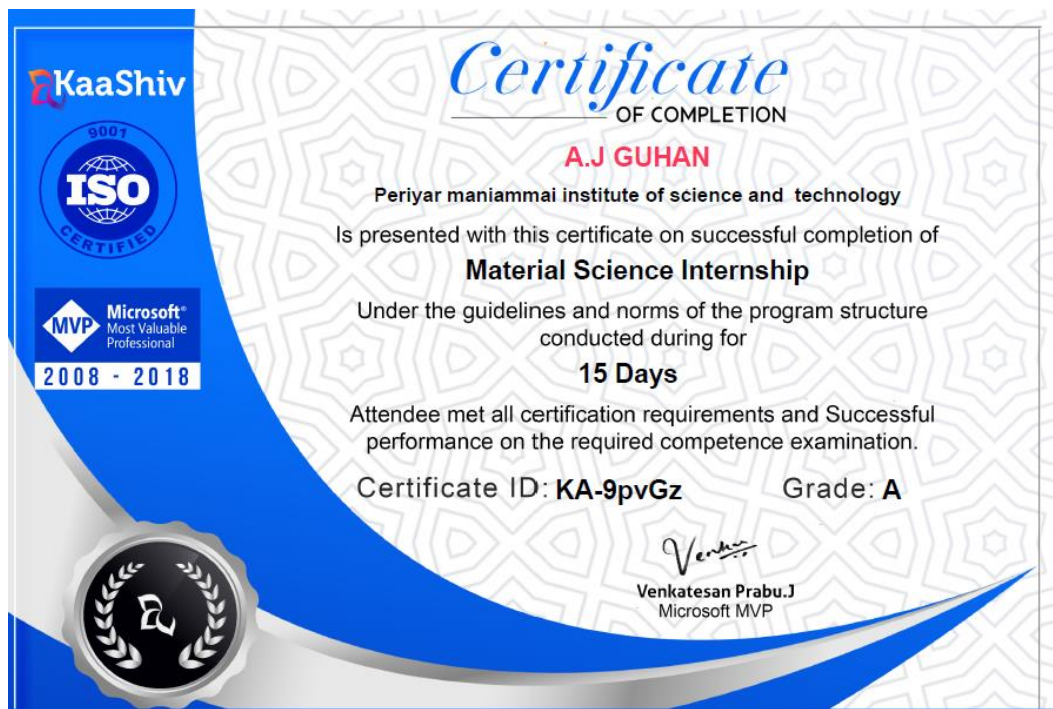 KaaShiv
9001
ISO
CERTIFIED
MVP
Microsoft®
Most Valuable
Professional
2008 - 2018
Certificate
OF COMPLETION
A.J GUHAN
Periyar maniammai institute of science and technology
Is presented with this certificate on successful completion of
Material Science Internship
Under the guidelines and norms of the program structure
conducted during for
15 Days
Attendee met all certification requirements and Successful
performance on the required competence examination.
Certificate ID: KA-9pvGz Grade: A
Venkat
Venkatesan Prabu.J
Microsoft MVP